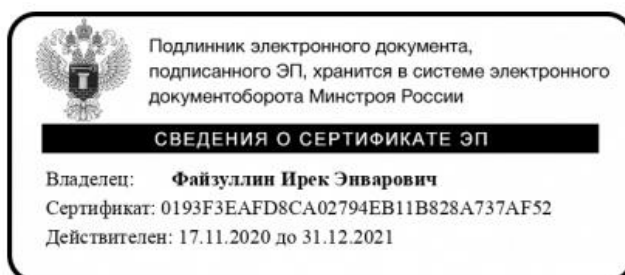 Подлинник электронного документа,
подписанного ЭП, хранится в системе электронного
документоборота Минстроя России
СВЕДЕНИЯ О СЕРТИФИКАТЕ ЭП
Владелец: Файзуллин Ирек Энварович
Сертификат: 0193F3EAFD8CA02794EB11B828A737AF52
Действителен: 17.11.2020 до 31.12.2021